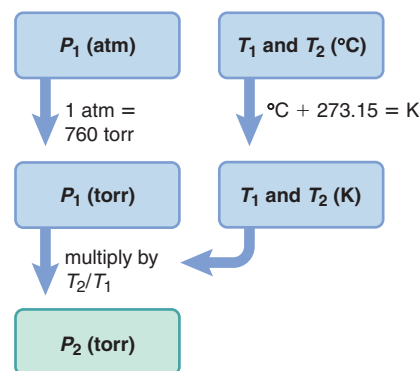 P₁ (atm)
T₁ and T₂ (°C)
1 atm =
760 torr
°C + 273.15 = K
P₁ (torr)
T₁ and T₂ (K)
multiply by
T₂/T₁
P₂ (torr)